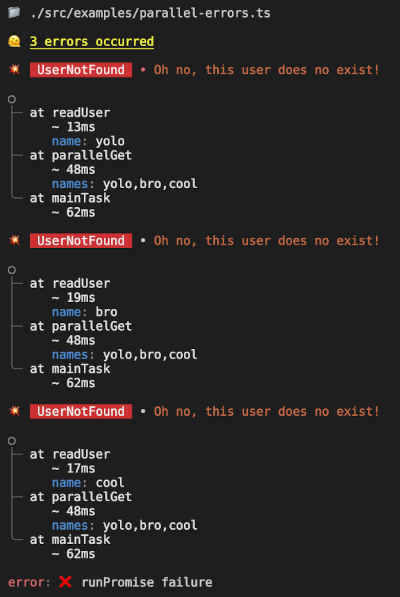 ./src/examples/parallel-errors.ts
3 errors occurred
UserNotFound • Oh no, this user does no exist!
at readUser
~ 13ms
name: yolo
at parallelGet
~ 48ms
names: yolo,bro,cool
at mainTask
~ 62ms
UserNotFound • Oh no, this user does no exist!
at readUser
~ 19ms
name: bro
at parallelGet
~ 48ms
names: yolo,bro,cool
at mainTask
~ 62ms
UserNotFound • Oh no, this user does no exist!
at readUser
~ 17ms
name: cool
at parallelGet
~ 48ms
names: yolo,bro,cool
at mainTask
~ 62ms
error: ❌ runPromise failure